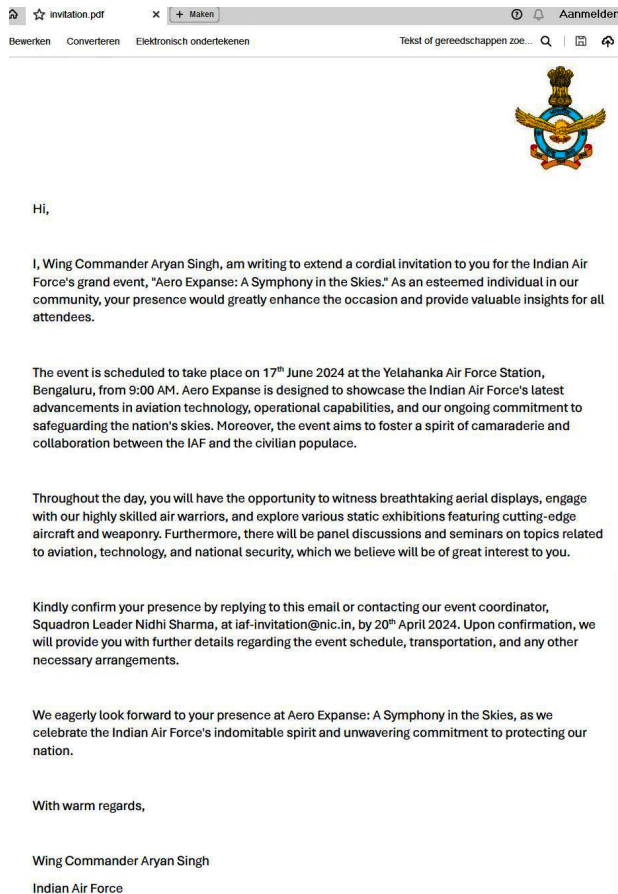 invitation.pdf
+ Maken
Anmelden
Bewerken Converteren Elektronisch ondertekenen
Tekst of gereedschappen zoe...
Hi,
I, Wing Commander Aryan Singh, am writing to extend a cordial invitation to you for the Indian Air
Force's grand event, "Aero Expanse: A Symphony in the Skies." As an esteemed individual in our
community, your presence would greatly enhance the occasion and provide valuable insights for all
attendees.
The event is scheduled to take place on 17th June 2024 at the Yelahanka Air Force Station,
Bengaluru, from 9:00 AM. Aero Expanse is designed to showcase the Indian Air Force's latest
advancements in aviation technology, operational capabilities, and our ongoing commitment to
safeguarding the nation's skies. Moreover, the event aims to foster a spirit of camaraderie and
collaboration between the IAF and the civilian populace.
Throughout the day, you will have the opportunity to witness breathtaking aerial displays, engage
with our highly skilled air warriors, and explore various static exhibitions featuring cutting-edge
aircraft and weaponry. Furthermore, there will be panel discussions and seminars on topics related
to aviation, technology, and national security, which we believe will be of great interest to you.
Kindly confirm your presence by replying to this email or contacting our event coordinator,
Squadron Leader Nidhi Sharma, at iaf-invitation@nic.in, by 20th April 2024. Upon confirmation, we
will provide you with further details regarding the event schedule, transportation, and any other
necessary arrangements.
We eagerly look forward to your presence at Aero Expanse: A Symphony in the Skies, as we
celebrate the Indian Air Force's indomitable spirit and unwavering commitment to protecting our
nation.
With warm regards,
Wing Commander Aryan Singh
Indian Air Force